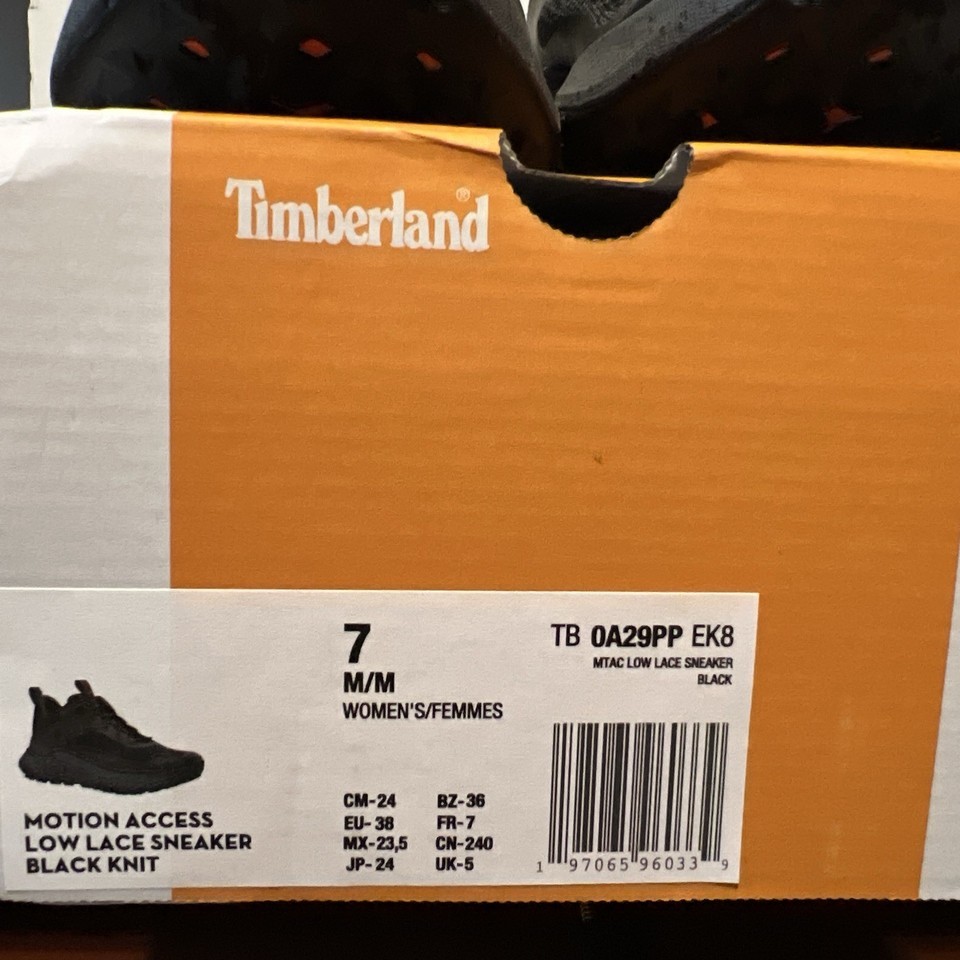 Timberland®
7
M/M
WOMEN'S/FEMMES
TB 0A29PP EK8
MTAC LOW LACE SNEAKER
BLACK
MOTION ACCESS
LOW LACE SNEAKER
BLACK KNIT
CM-24 BZ-36
EU-38 FR-7
MX-23,5 CN-240
JP-24 UK-5
1 97065 96033 9